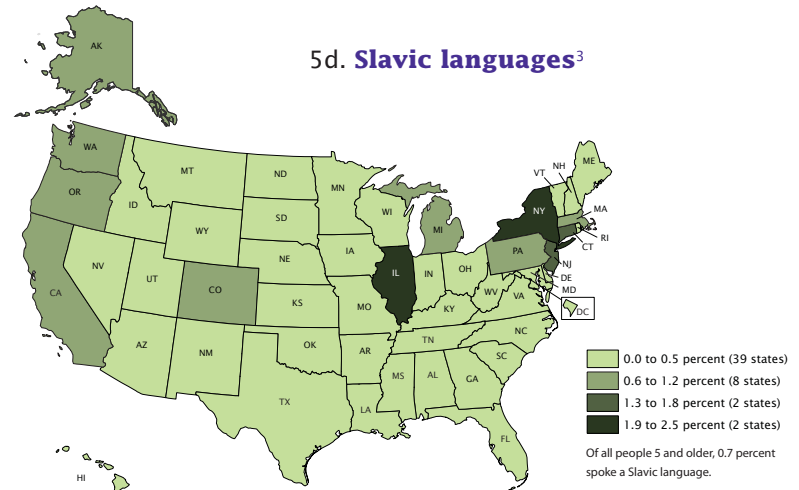 5d. Slavic languages3
AK
WA
OR
CA
NV
ID
MT
WY
UT
CO
AZ
NM
ND
SD
NE
KS
OK
TX
MN
IA
MO
AR
LA
WI
IL
MI
IN
OH
KY
TN
MS
AL
GA
FL
SC
NC
VA
WV
PA
NY
VT
NH
ME
MA
RI
CT
NJ
DE
MD
DC
HI
0.0 to 0.5 percent (39 states)
0.6 to 1.2 percent (8 states)
1.3 to 1.8 percent (2 states)
1.9 to 2.5 percent (2 states)
Of all people 5 and older, 0.7 percent
spoke a Slavic language.